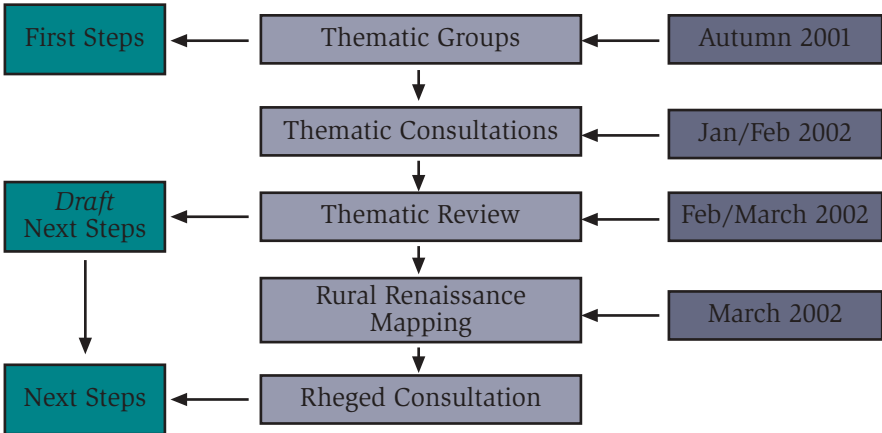 First Steps
Thematic Groups
Autumn 2001
Thematic Consultations
Jan/Feb 2002
Draft
Next Steps
Thematic Review
Feb/March 2002
Rural Renaissance
Mapping
March 2002
Next Steps
Rheged Consultation